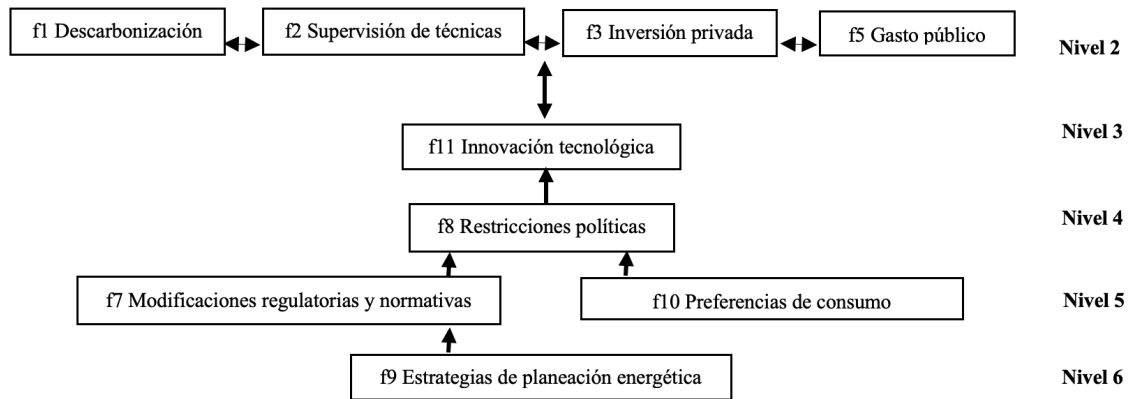 f1 Descarbonización
f2 Supervisión de técnicas
f3 Inversión privada
f5 Gasto público
Nivel 2
f11 Innovación tecnológica
Nivel 3
f8 Restricciones políticas
Nivel 4
f7 Modificaciones regulatorias y normativas
f10 Preferencias de consumo
Nivel 5
f9 Estrategias de planeación energética
Nivel 6